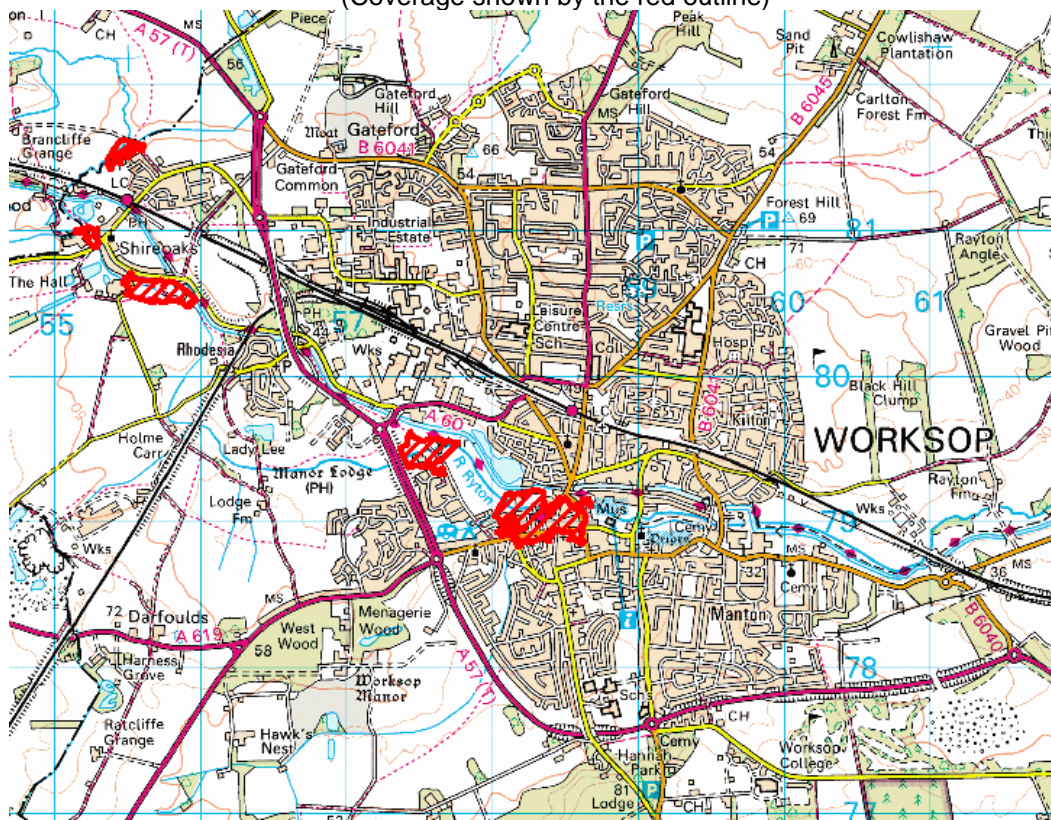 (Coverage shown by the red outline)
MS
CH
A 57 (T)
Piece
56
Peak
Hill
Sand
Pit
Cowlishaw
Plantation
Gateford
Hill
Gateford
Hill
MS
B 6045
Carlton
Forest Fm
Brancliffe
Grange
Moat
Gateford
B 6041
66
54
54
LC
Gateford
Common
Forest Hill
P
69
61
PH
Industrial
Estate
P
71
60
CH
Rayton
Angle
Shireoaks
The Hall
55
59
60
61
Resrs
PH
44
57
Leisure
Centre
Sch
Coll
Hospl
Gravel Pit
Wood
Rhodesia
P
Wks
80
Black Hill
Clump
40
B 6041
Kilton
A 60
LC
WORKSOP
Holme
Carr
Lady Lee
Manor Lodge
(PH)
R Ryton
Lodge
Fm
Rayton
Fm
Mus
Wks
79
Cemy
Priory
Wks
MS
32
36
Cemy
MS
72
Darfoulds
Menagerie
Wood
Manton
B 6040
A 619
West
Wood
58
Harness
Grove
A 57(T)
78
Worksop
Manor
Schs
CH
Ratcliffe
Grange
Hawk's
Nest
Cemy
Hannah
Park
Worksop
College
81
Lodge
P
CH
77